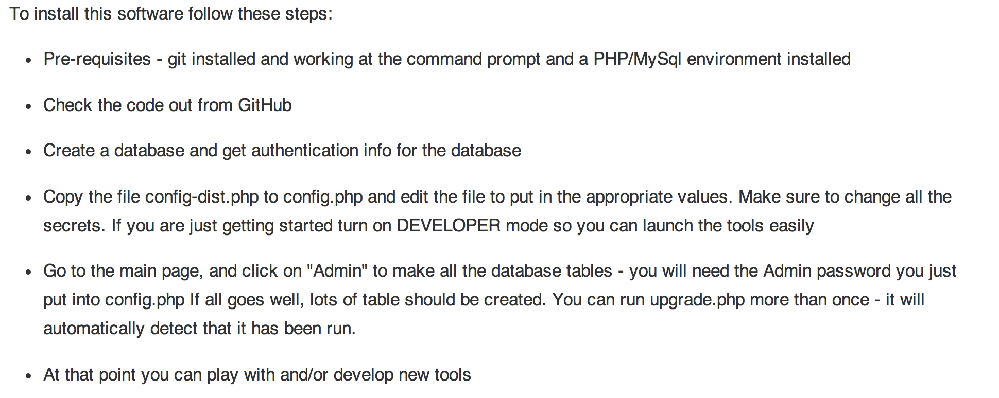 To install this software follow these steps:
• Pre-requisites - git installed and working at the command prompt and a PHP/MySql environment installed
• Check the code out from GitHub
• Create a database and get authentication info for the database
• Copy the file config-dist.php to config.php and edit the file to put in the appropriate values. Make sure to change all the
secrets. If you are just getting started turn on DEVELOPER mode so you can launch the tools easily
• Go to the main page, and click on "Admin" to make all the database tables - you will need the Admin password you just
put into config.php If all goes well, lots of table should be created. You can run upgrade.php more than once - it will
automatically detect that it has been run.
• At that point you can play with and/or develop new tools